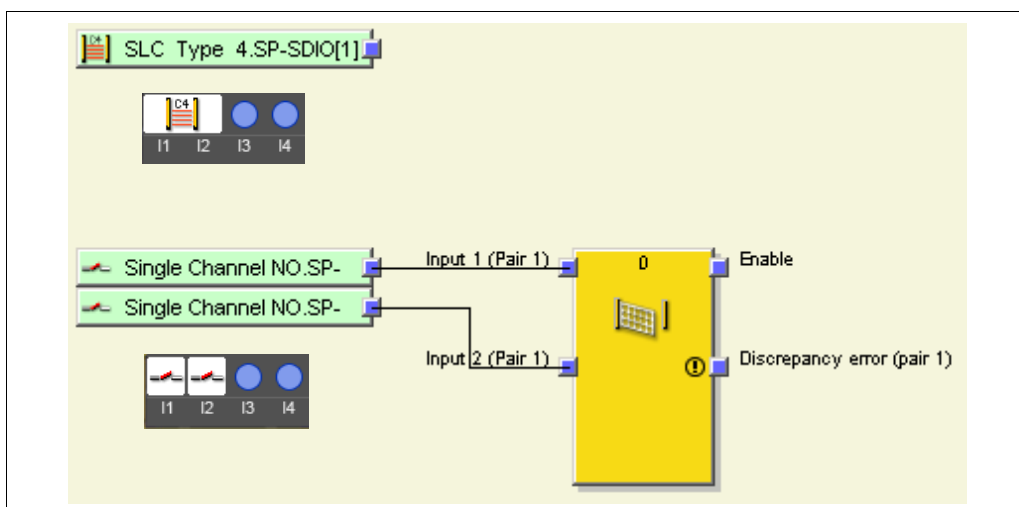 C4
SLC Type 4.SP-SDIO[1]
C4
I1 I2 I3 I4
Single Channel NO.SP-
Input 1 (Pair 1)
0
Enable
Single Channel NO.SP-
Input 2 (Pair 1)
Discrepancy error (pair 1)
I1 I2 I3 I4